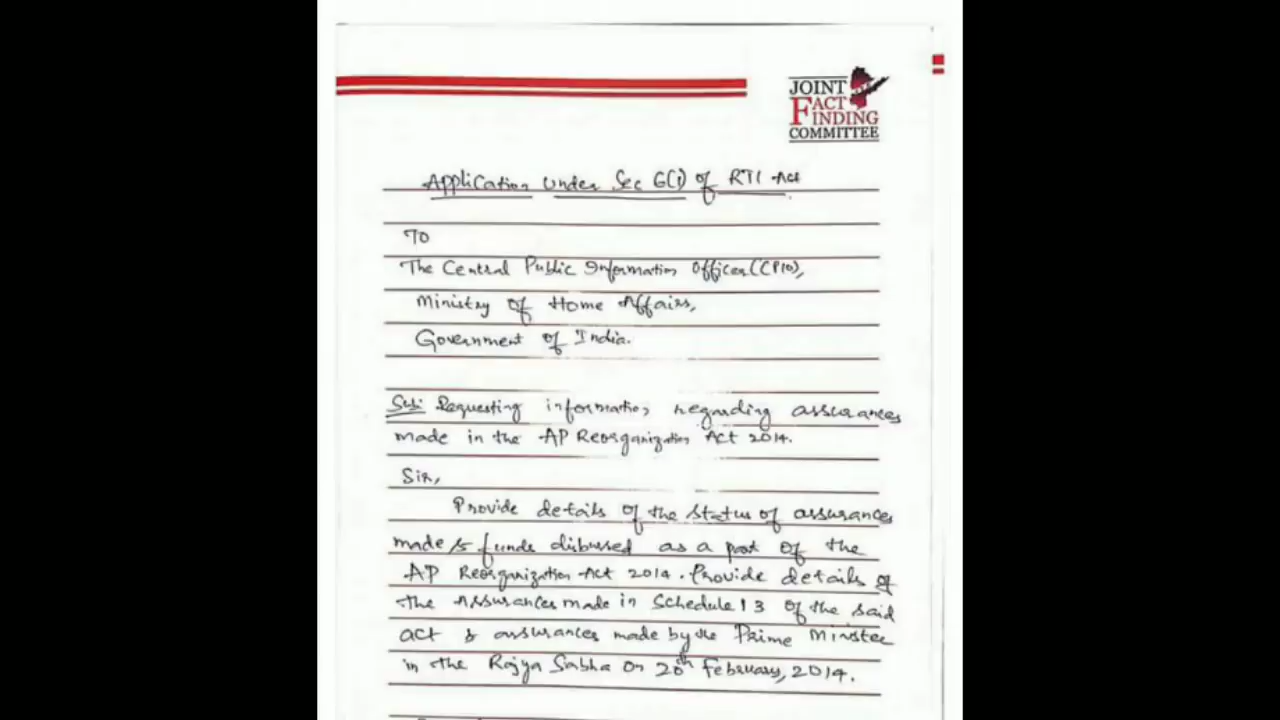 JOINT
FACT
FINDING
COMMITTEE
Application under Sec 6(1) of RTI Act
To
The Central Public Information Officer (CPIO),
Ministry of Home Affairs,
Government of India.
Sub: Requesting information regarding assurances
made in the AP Reorganization Act 2014.
Sir,
Provide details of the status of assurances
made & funds disbursed as a part of the
AP Reorganization Act 2014. Provide details of
the Assurances made in Schedule 13 of the said
act & assurances made by the Prime Minister
in the Rajya Sabha on 20th February, 2014.